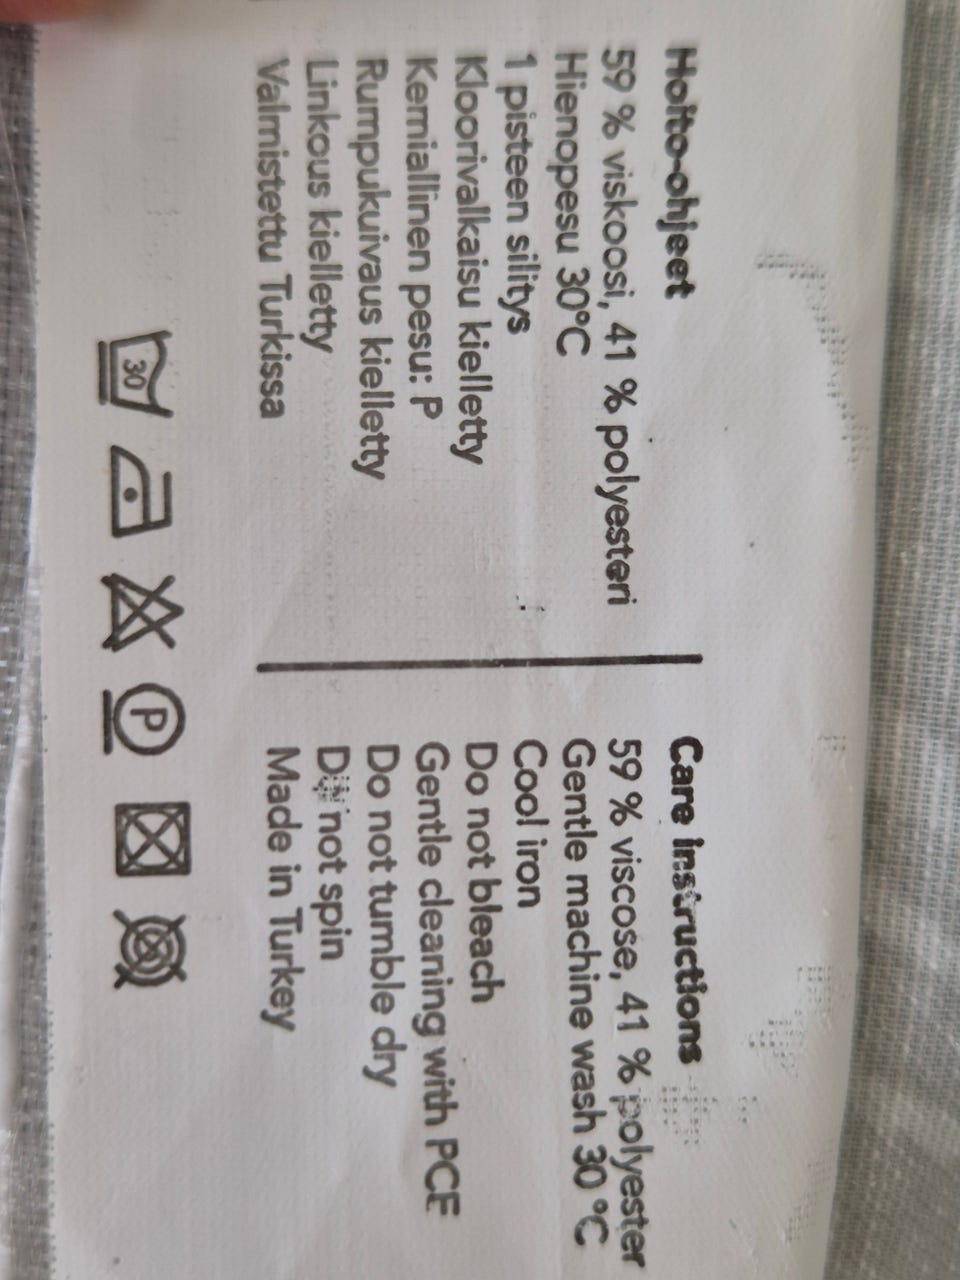 Hoito-ohjeet
59 % viskoosi, 41 % polyesteri
Hienopesu 30°C
1 pisteen silitys
Kloorivalkaisu kielletty
Kemiallinen pesu: P
Rumpukuivaus kielletty
Linkous kielletty
Valmistettu Turkissa
Care instructions
59 % viscose, 41 % polyester
Gentle machine wash 30 °C
Cool iron
Do not bleach
Gentle cleaning with PCE
Do not tumble dry
Do not spin
Made in Turkey
30
P